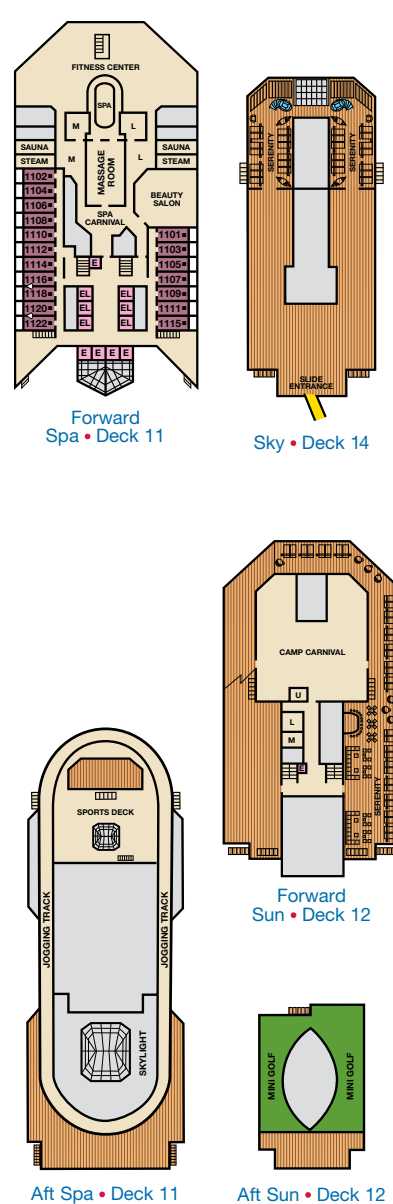 FITNESS CENTER
SPA
M
L
SAUNA
STEAM
M
MASSAGE
ROOM
L
SAUNA
STEAM
BEAUTY
SALON
SPA
CARNIVAL
1102
1104
1106
1108
1110
1112
1114
1116
1118
1120
1122
1101
1103
1105
1107
1109
1111
1115
E
EL
EL
EL
EL
EL
EL
E E E E
Forward
Spa • Deck 11
SERENITY
SERENITY
SLIDE
ENTRANCE
Sky • Deck 14
CAMP CARNIVAL
U
L
M
E
SERENITY
Forward
Sun • Deck 12
SPORTS DECK
JOGGING TRACK
JOGGING TRACK
SKYLIGHT
Aft Spa • Deck 11
MINI GOLF
MINI GOLF
Aft Sun • Deck 12